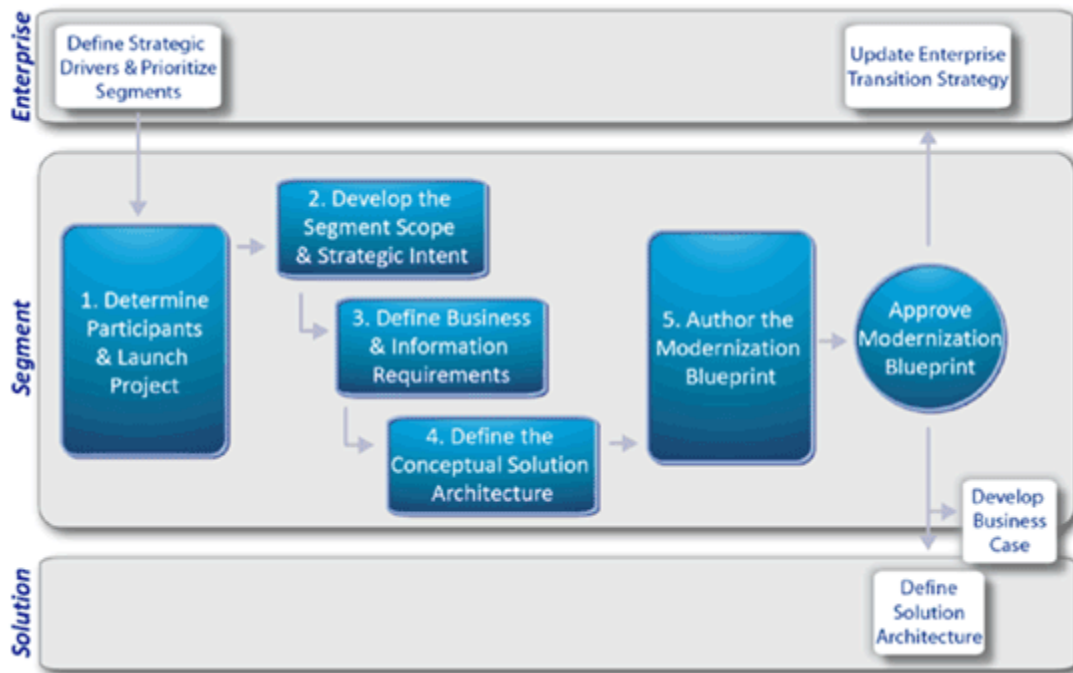 Enterprise
Define Strategic
Drivers & Prioritize
Segments
Update Enterprise
Transition Strategy
Segment
1. Determine
Participants
& Launch
Project
2. Develop the
Segment Scope
& Strategic Intent
3. Define Business
& Information
Requirements
4. Define the
Conceptual Solution
Architecture
5. Author the
Modernization
Blueprint
Approve
Modernization
Blueprint
Develop
Business
Case
Solution
Define
Solution
Architecture